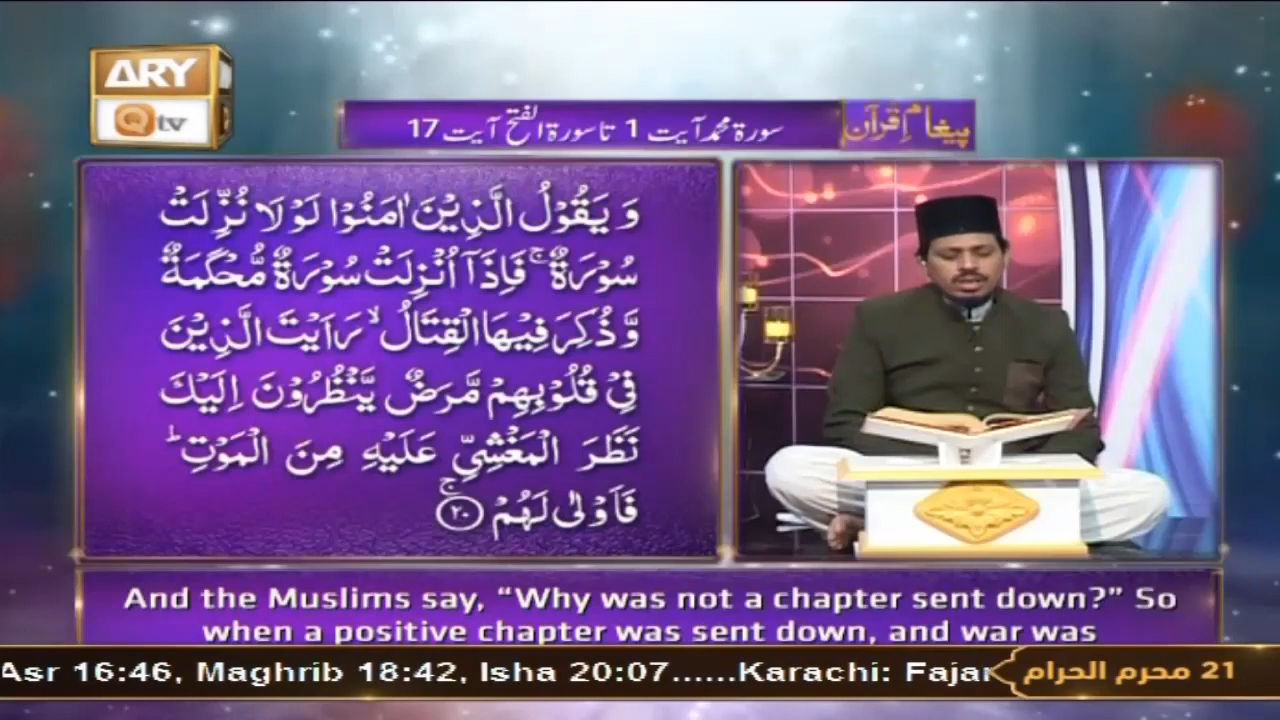 ARY
Qtv
پیغام قرآن
سورۃ محمد آیت 1 تا سورۃ الفتح آیت 17
وَ یَقُوْلُ الَّذِیْنَ اٰمَنُوْا لَوْ لَا نُزِّلَتْ
سُوْرَةٌ ۚ فَاِذَاۤ اُنْزِلَتْ سُوْرَةٌ مُّحْكَمَةٌ
وَّ ذُكِرَ فِیْهَا الْقِتَالُ ۙ رَاَیْتَ الَّذِیْنَ
فِیْ قُلُوْبِهِمْ مَّرَضٌ یَّنْظُرُوْنَ اِلَیْكَ
نَظَرَ الْمَغْشِیِّ عَلَیْهِ مِنَ الْمَوْتِ ؕ
فَاَوْلٰى لَهُمْ ۚ ۲۰
And the Muslims say, “Why was not a chapter sent down?” So
when a positive chapter was sent down, and war was
Asr 16:46, Maghrib 18:42, Isha 20:07......Karachi: Fajar
21 محرم الحرام